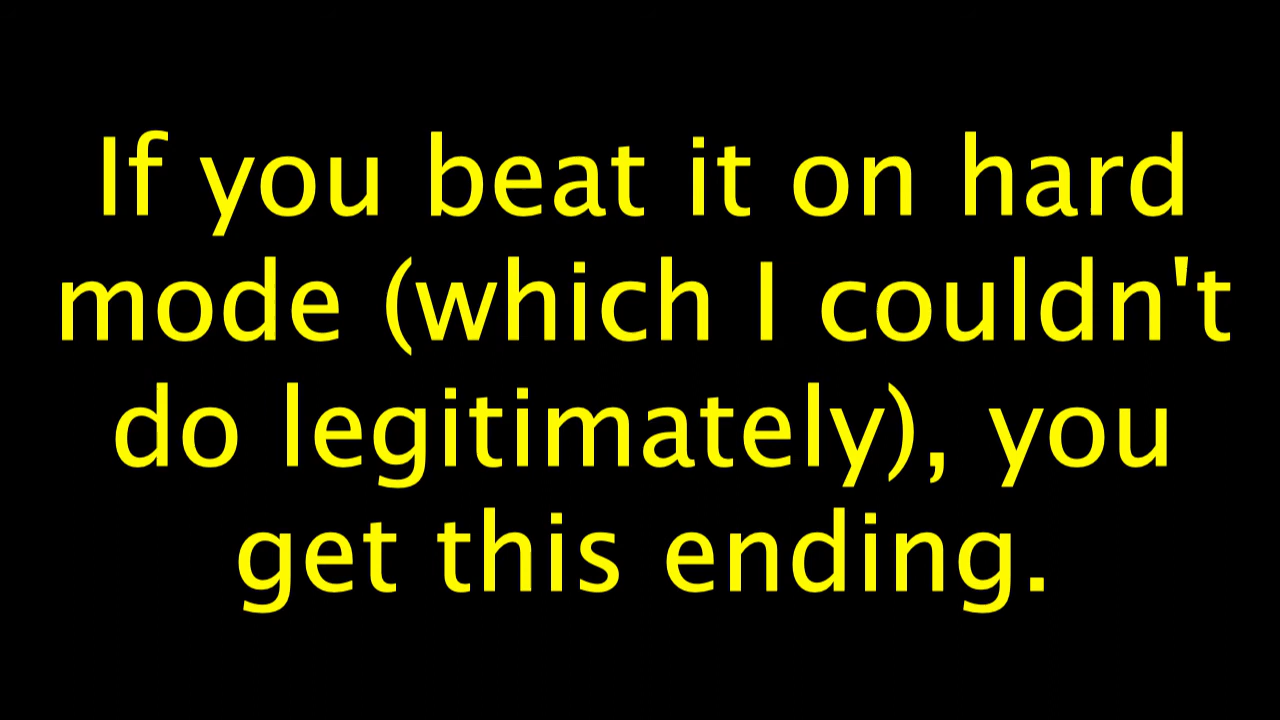 If you beat it on hard
mode (which I couldn't
do legitimately), you
get this ending.